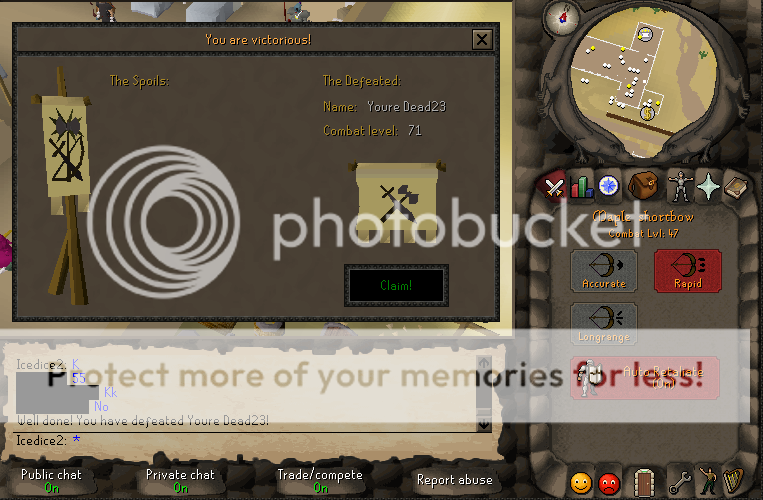 You are victorious!
The Spoils:
The Defeated:
Name: Youre Dead23
Combat level: 71
photobucket
Maple shortbow
Combat Lvl: 47
Accurate
Rapid
Claim!
Longrange
Protect more of your memories for less!
Icedice2: K
55
Auto Retaliate
(On)
Kk
No
Well done! You have defeated Youre Dead23!
Icedice2: *
Public chat
On
Private chat
On
Trade/compete
On
Report abuse